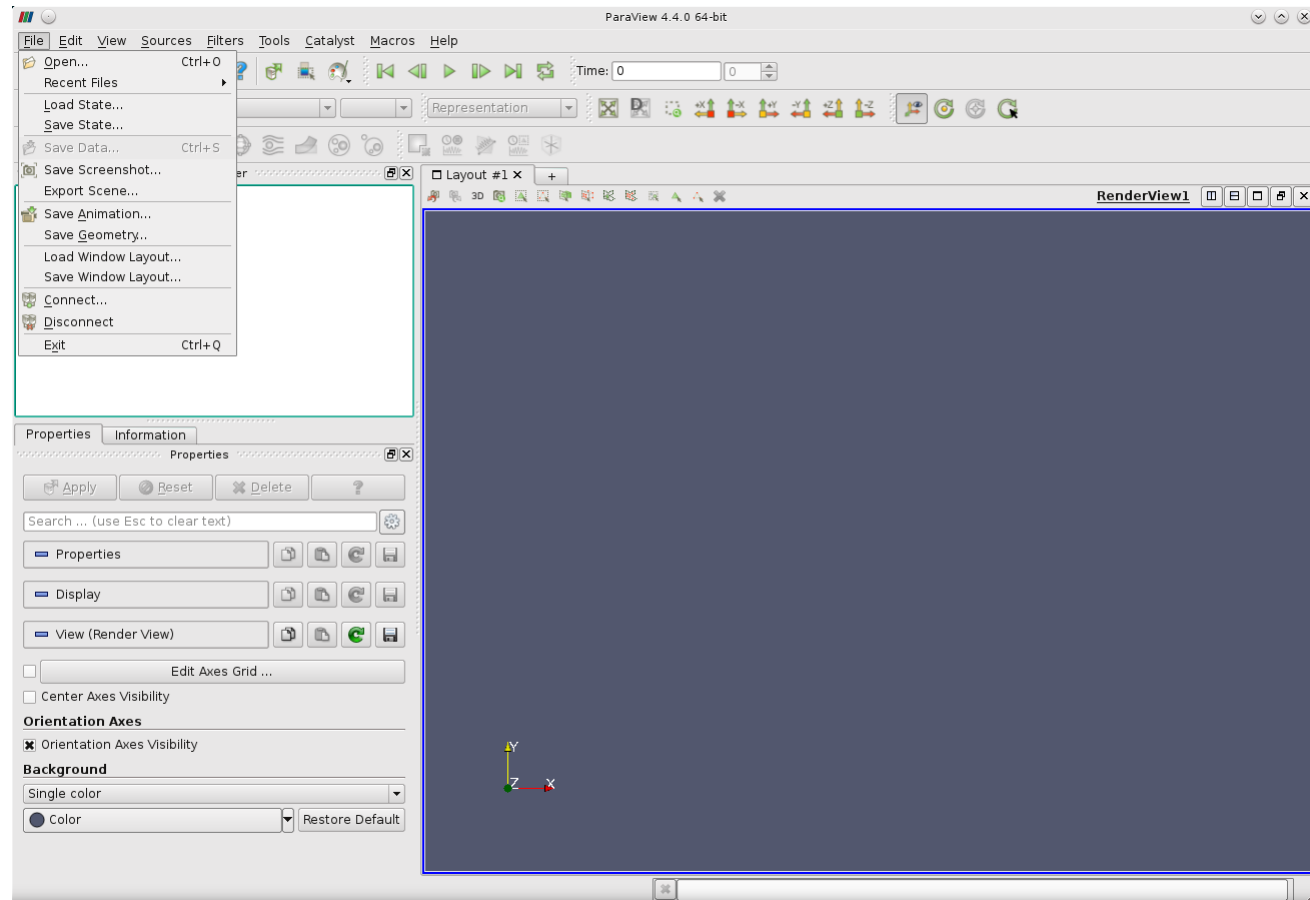 ParaView 4.4.0 64-bit
File Edit View Sources Filters Tools Catalyst Macros Help
Open... Ctrl+O
Recent Files
Load State...
Save State...
Save Data... Ctrl+S
Save Screenshot...
Export Scene...
Save Animation...
Save Geometry...
Load Window Layout...
Save Window Layout...
Connect...
Disconnect
Exit Ctrl+Q
Time: 0 0
Representation
-X +X +Y -Y +Z -Z
er
Layout #1 +
3D
RenderView1
Properties Information
Properties
Apply Reset Delete ?
Search ... (use Esc to clear text)
Properties
Display
View (Render View)
Edit Axes Grid ...
Center Axes Visibility
Orientation Axes
Orientation Axes Visibility
Background
Single color
Color Restore Default
Y
Z X